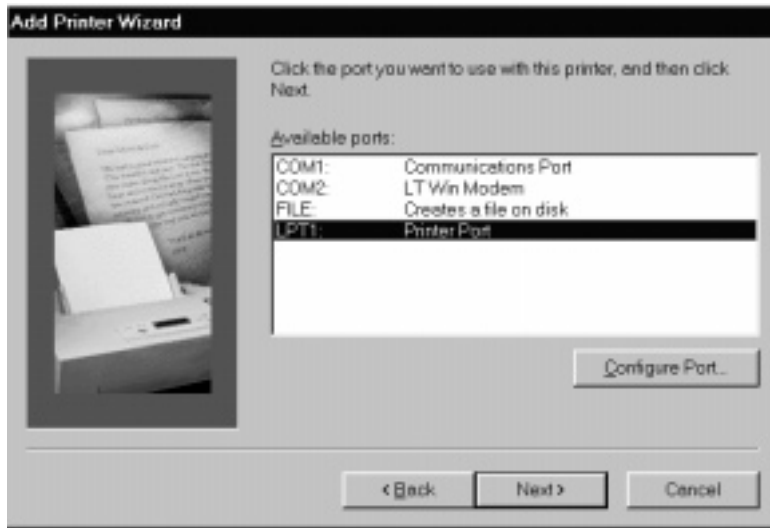 Add Printer Wizard
Click the port you want to use with this printer, and then click
Next.
Available ports:
COM1: Communications Port
COM2: LT Win Modem
FILE: Creates a file on disk
LPT1: Printer Port
Configure Port...
< Back
Next >
Cancel